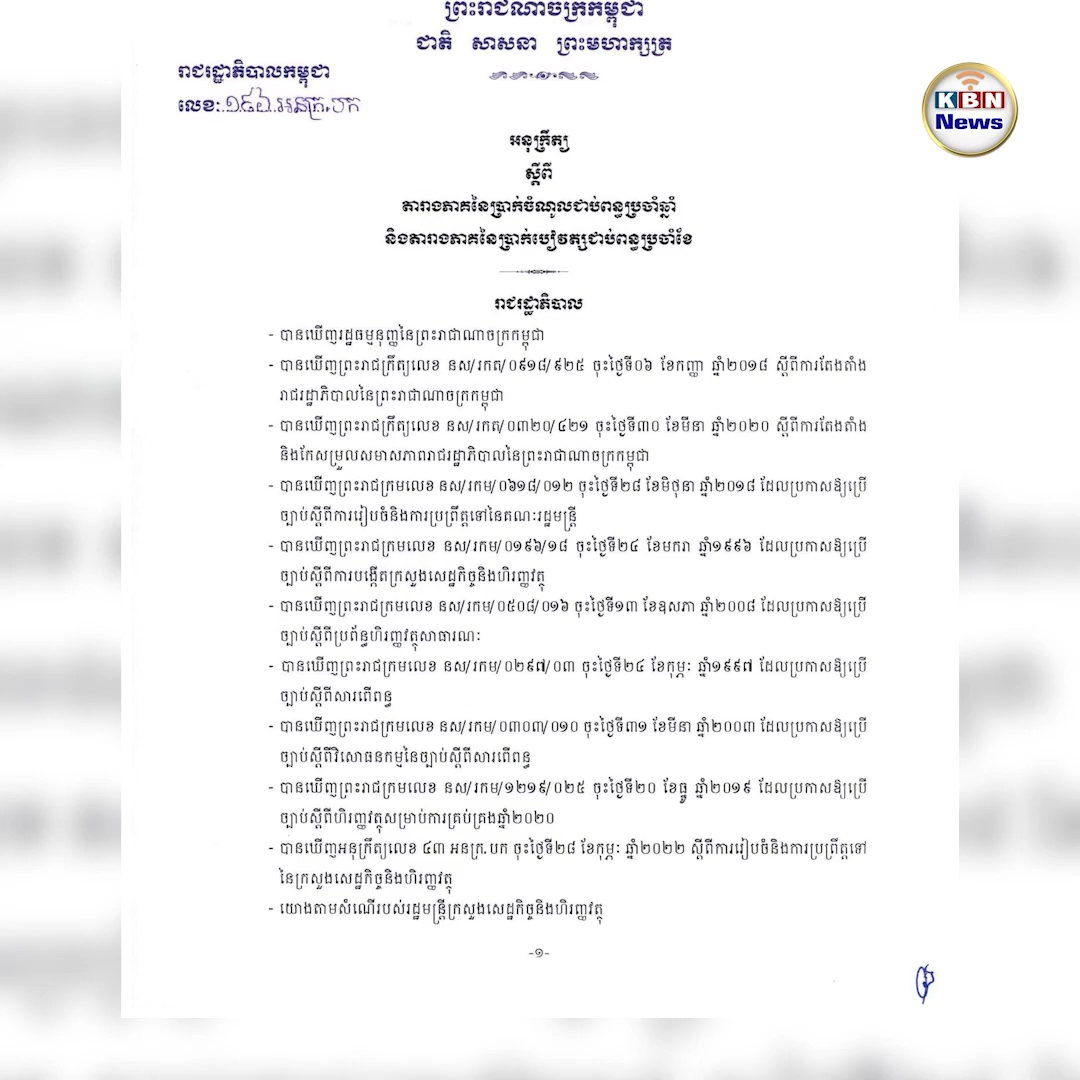 ព្រះរាជាណាចក្រកម្ពុជា
ជាតិ សាសនា ព្រះមហាក្សត្រ
រាជរដ្ឋាភិបាលកម្ពុជា
លេខ: ១៩៦ អនក្រ.បក
KBN
News
អនុក្រឹត្យ
ស្តីពី
តារាងភាគនៃប្រាក់ចំណូលជាប់ពន្ធប្រចាំឆ្នាំ
និងតារាងភាគនៃប្រាក់បៀវត្សជាប់ពន្ធប្រចាំខែ
រាជរដ្ឋាភិបាល
- បានឃើញរដ្ឋធម្មនុញ្ញនៃព្រះរាជាណាចក្រកម្ពុជា
- បានឃើញព្រះរាជក្រឹត្យលេខ នស/រកត/០៩១៨/៩២៥ ចុះថ្ងៃទី០៦ ខែកញ្ញា ឆ្នាំ២០១៨ ស្តីពីការតែងតាំង
រាជរដ្ឋាភិបាលនៃព្រះរាជាណាចក្រកម្ពុជា
- បានឃើញព្រះរាជក្រឹត្យលេខ នស/រកត/០៣២០/៤២១ ចុះថ្ងៃទី៣០ ខែមីនា ឆ្នាំ២០២០ ស្តីពីការតែងតាំង
និងកែសម្រួលសមាសភាពរាជរដ្ឋាភិបាលនៃព្រះរាជាណាចក្រកម្ពុជា
- បានឃើញព្រះរាជក្រមលេខ នស/រកម/០៦១៨/០១២ ចុះថ្ងៃទី២៨ ខែមិថុនា ឆ្នាំ២០១៨ ដែលប្រកាសឱ្យប្រើ
ច្បាប់ស្តីពីការរៀបចំនិងការប្រព្រឹត្តទៅនៃគណៈរដ្ឋមន្ត្រី
- បានឃើញព្រះរាជក្រមលេខ នស/រកម/០១៩៦/១៨ ចុះថ្ងៃទី២៤ ខែមករា ឆ្នាំ១៩៩៦ ដែលប្រកាសឱ្យប្រើ
ច្បាប់ស្តីពីការបង្កើតក្រសួងសេដ្ឋកិច្ចនិងហិរញ្ញវត្ថុ
- បានឃើញព្រះរាជក្រមលេខ នស/រកម/០៥០៨/០១៦ ចុះថ្ងៃទី១៣ ខែឧសភា ឆ្នាំ២០០៨ ដែលប្រកាសឱ្យប្រើ
ច្បាប់ស្តីពីប្រព័ន្ធហិរញ្ញវត្ថុសាធារណៈ
- បានឃើញព្រះរាជក្រមលេខ នស/រកម/០២៩៧/០៣ ចុះថ្ងៃទី២៤ ខែកុម្ភៈ ឆ្នាំ១៩៩៧ ដែលប្រកាសឱ្យប្រើ
ច្បាប់ស្តីពីសារពើពន្ធ
- បានឃើញព្រះរាជក្រមលេខ នស/រកម/០៣០៣/០១០ ចុះថ្ងៃទី៣១ ខែមីនា ឆ្នាំ២០០៣ ដែលប្រកាសឱ្យប្រើ
ច្បាប់ស្តីពីវិសោធនកម្មនៃច្បាប់ស្តីពីសារពើពន្ធ
- បានឃើញព្រះរាជក្រមលេខ នស/រកម/១២១៩/០២៥ ចុះថ្ងៃទី២០ ខែធ្នូ ឆ្នាំ២០១៩ ដែលប្រកាសឱ្យប្រើ
ច្បាប់ស្តីពីហិរញ្ញវត្ថុសម្រាប់ការគ្រប់គ្រងឆ្នាំ២០២០
- បានឃើញអនុក្រឹត្យលេខ ៤៣ អនក្រ.បក ចុះថ្ងៃទី២៨ ខែកុម្ភៈ ឆ្នាំ២០២២ ស្តីពីការរៀបចំនិងការប្រព្រឹត្តទៅ
នៃក្រសួងសេដ្ឋកិច្ចនិងហិរញ្ញវត្ថុ
- យោងតាមសំណើរបស់រដ្ឋមន្ត្រីក្រសួងសេដ្ឋកិច្ចនិងហិរញ្ញវត្ថុ
-១-